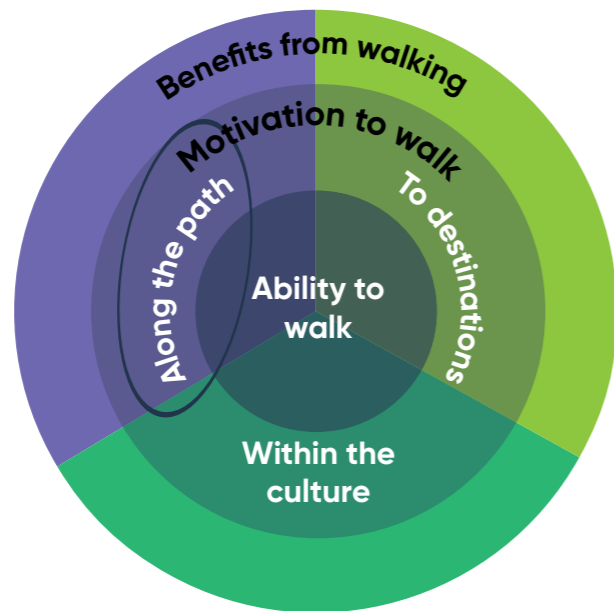 Benefits from walking
Motivation to walk
Along the path
To destinations
Ability to
walk
Within the
culture